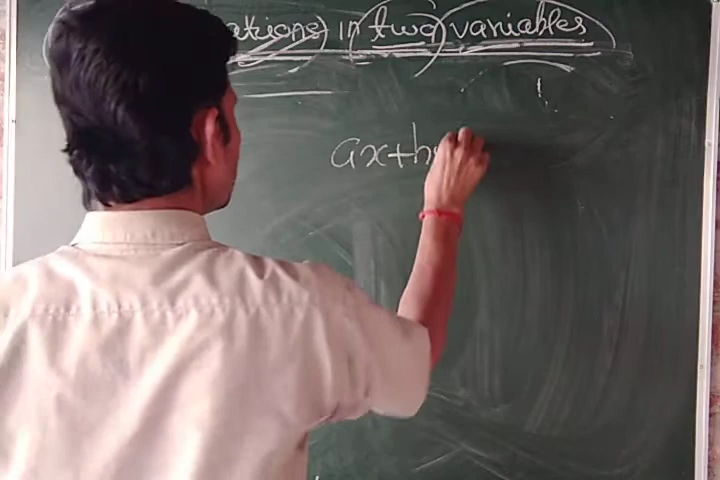 ations) in two variables
ax+b